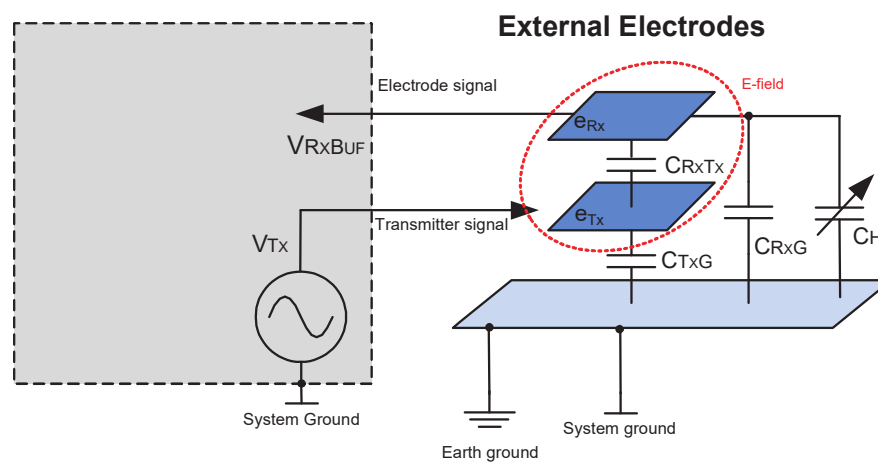 External Electrodes
Electrode signal
E-field
eRx
VRXBUF
CRXTX
Transmitter signal
eTx
VTX
CRXG
CH
CTXG
System Ground
System ground
Earth ground